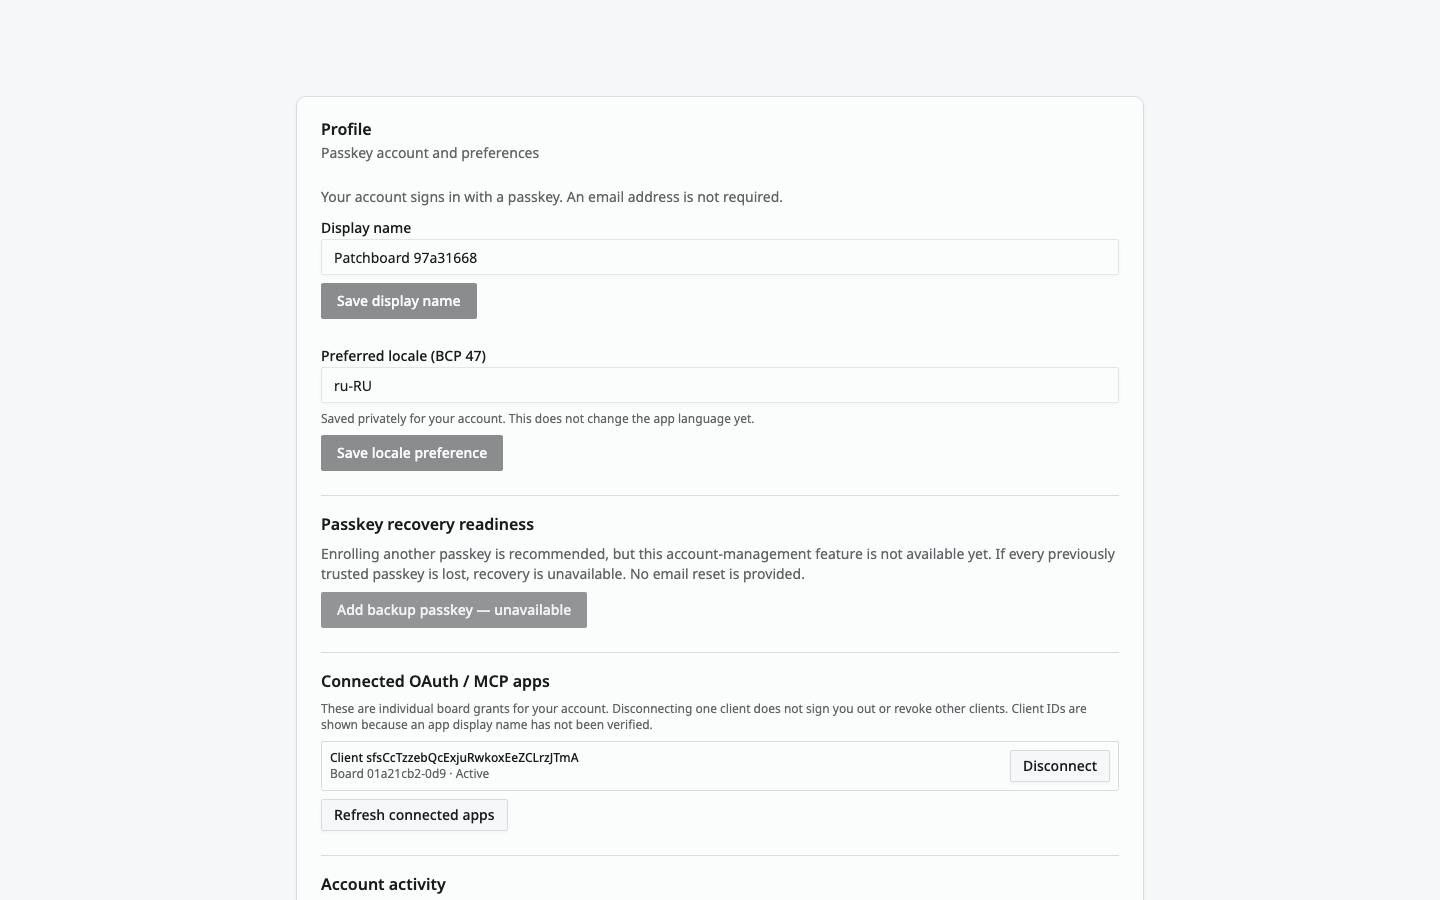 Profile
Passkey account and preferences
Your account signs in with a passkey. An email address is not required.
Display name
Patchboard 97a31668
Save display name
Preferred locale (BCP 47)
ru-RU
Saved privately for your account. This does not change the app language yet.
Save locale preference
Passkey recovery readiness
Enrolling another passkey is recommended, but this account-management feature is not available yet. If every previously
trusted passkey is lost, recovery is unavailable. No email reset is provided.
Add backup passkey — unavailable
Connected OAuth / MCP apps
These are individual board grants for your account. Disconnecting one client does not sign you out or revoke other clients. Client IDs are
shown because an app display name has not been verified.
Client sfsCcTzzebQcExjuRwkoxEeZCLrzJTmA
Board 01a21cb2-0d9 · Active
Disconnect
Refresh connected apps
Account activity